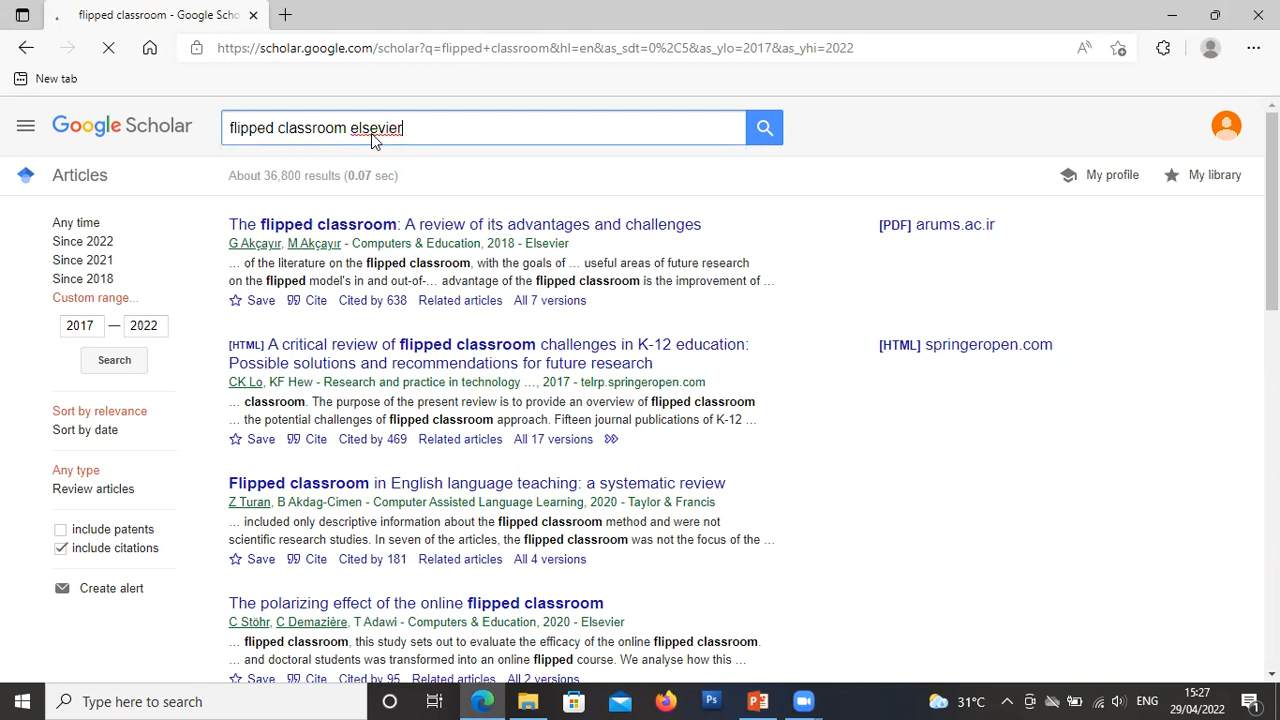 flipped classroom - Google Scho
https://scholar.google.com/scholar?q=flipped+classroom&hl=en&as_sdt=0%2C5&as_ylo=2017&as_yhi=2022
New tab
Google Scholar
flipped classroom elsevier
Articles
About 36,800 results (0.07 sec)
My profile
My library
Any time
Since 2022
Since 2021
Since 2018
Custom range...
2017 — 2022
Search
Sort by relevance
Sort by date
Any type
Review articles
include patents
include citations
Create alert
The flipped classroom: A review of its advantages and challenges
G Akçayır, M Akçayır - Computers & Education, 2018 - Elsevier
... of the literature on the flipped classroom, with the goals of ... useful areas of future research
on the flipped model's in and out-of-... advantage of the flipped classroom is the improvement of ...
Save Cite Cited by 638 Related articles All 7 versions
[PDF] arums.ac.ir
[HTML] A critical review of flipped classroom challenges in K-12 education:
Possible solutions and recommendations for future research
CK Lo, KF Hew - Research and practice in technology ..., 2017 - telrp.springeropen.com
... classroom. The purpose of the present review is to provide an overview of flipped classroom
... the potential challenges of flipped classroom approach. Fifteen journal publications of K-12 ...
Save Cite Cited by 469 Related articles All 17 versions
[HTML] springeropen.com
Flipped classroom in English language teaching: a systematic review
Z Turan, B Akdag-Cimen - Computer Assisted Language Learning, 2020 - Taylor & Francis
... included only descriptive information about the flipped classroom method and were not
scientific research studies. In seven of the articles, the flipped classroom was not the focus of the ...
Save Cite Cited by 181 Related articles All 4 versions
The polarizing effect of the online flipped classroom
C Stöhr, C Demazière, T Adawi - Computers & Education, 2020 - Elsevier
... flipped classroom, this study sets out to evaluate the efficacy of the online flipped classroom.
... and doctoral students was transformed into an online flipped course. We analyse how this ...
Save Cite Cited by 95 Related articles All 2 versions
Type here to search
Ps
31°C
ENG
15:27
29/04/2022
1